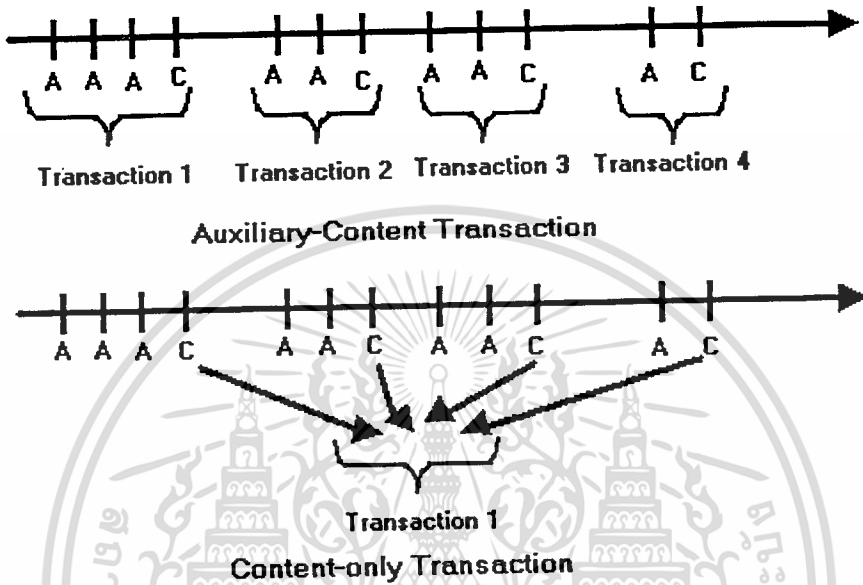 A A A C A A C A A C A C
Transaction 1 Transaction 2 Transaction 3 Transaction 4
Auxiliary-Content Transaction
A A A C A A C A A C A C
Transaction 1
Content-only Transaction